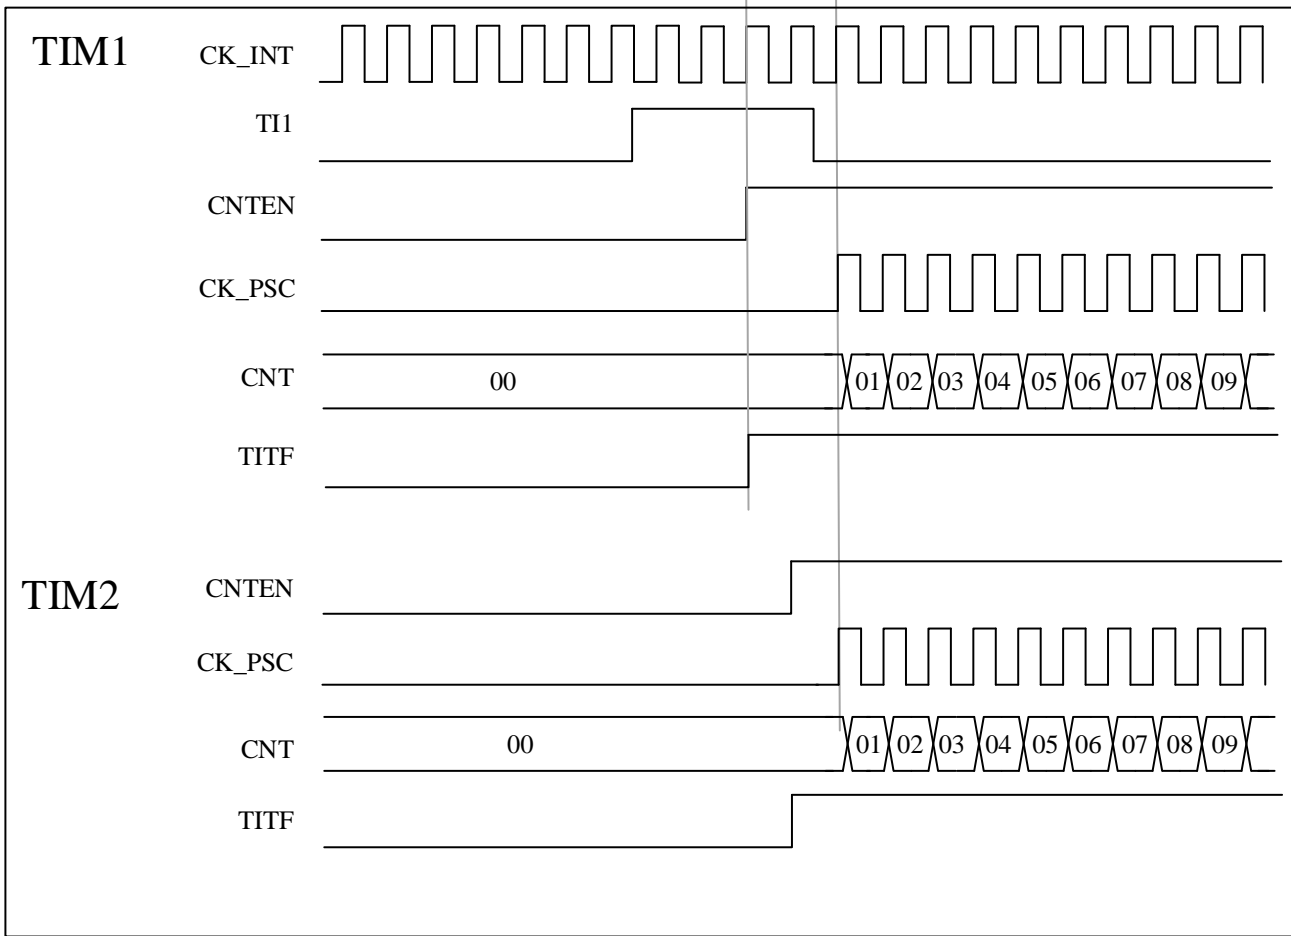 TIM1
CK_INT
TI1
CNTEN
CK_PSC
CNT 00 01 02 03 04 05 06 07 08 09
TITF
TIM2
CNTEN
CK_PSC
CNT 00 01 02 03 04 05 06 07 08 09
TITF